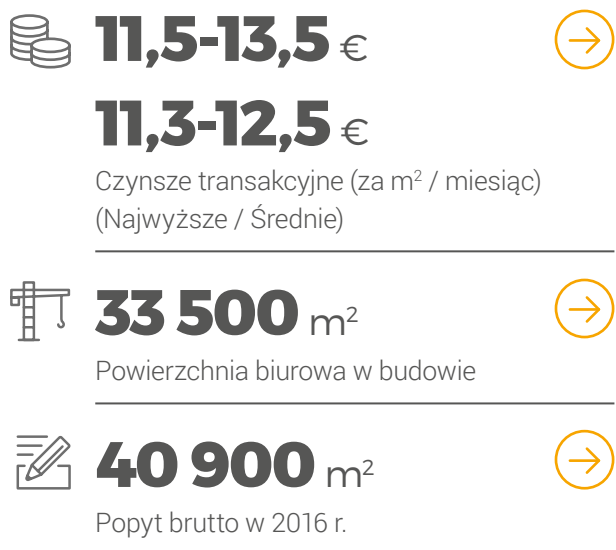 11,5-13,5 €
11,3-12,5 €
Czynsze transakcyjne (za m² / miesiąc)
(Najwyższe / Średnie)
33 500 m²
Powierzchnia biurowa w budowie
40 900 m²
Popyt brutto w 2016 r.